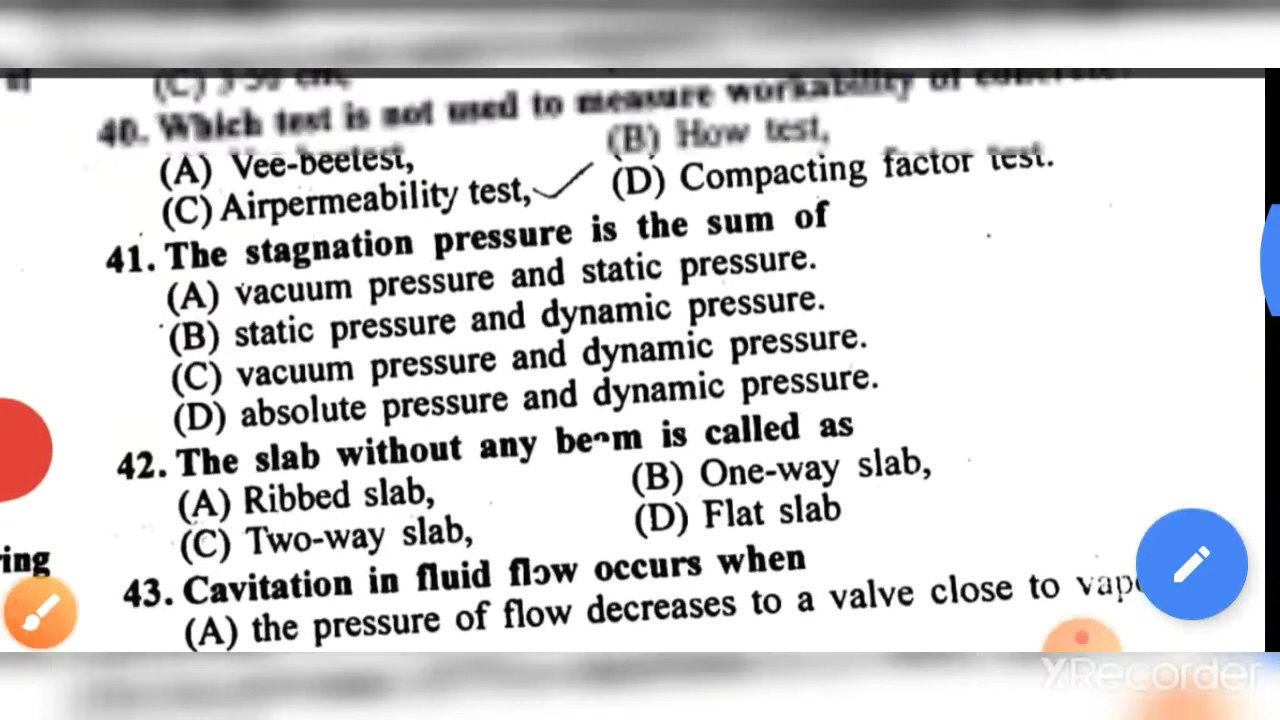 40. Which test is not used to measure workability of
(A) Vee-beetest,
(B) How test,
(C) Airpermeability test,
(D) Compacting factor test.
41. The stagnation pressure is the sum of
(A) vacuum pressure and static pressure.
(B) static pressure and dynamic pressure.
(C) vacuum pressure and dynamic pressure.
(D) absolute pressure and dynamic pressure.
42. The slab without any beam is called as
(A) Ribbed slab,
(B) One-way slab,
(C) Two-way slab,
(D) Flat slab
ring
43. Cavitation in fluid flow occurs when
(A) the pressure of flow decreases to a valve close to
XRecorder